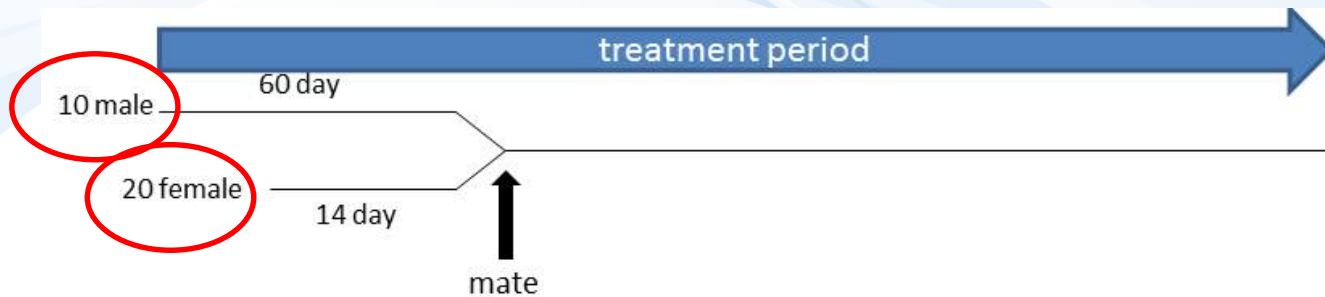 treatment period
60 day
10 male
20 female
14 day
mate